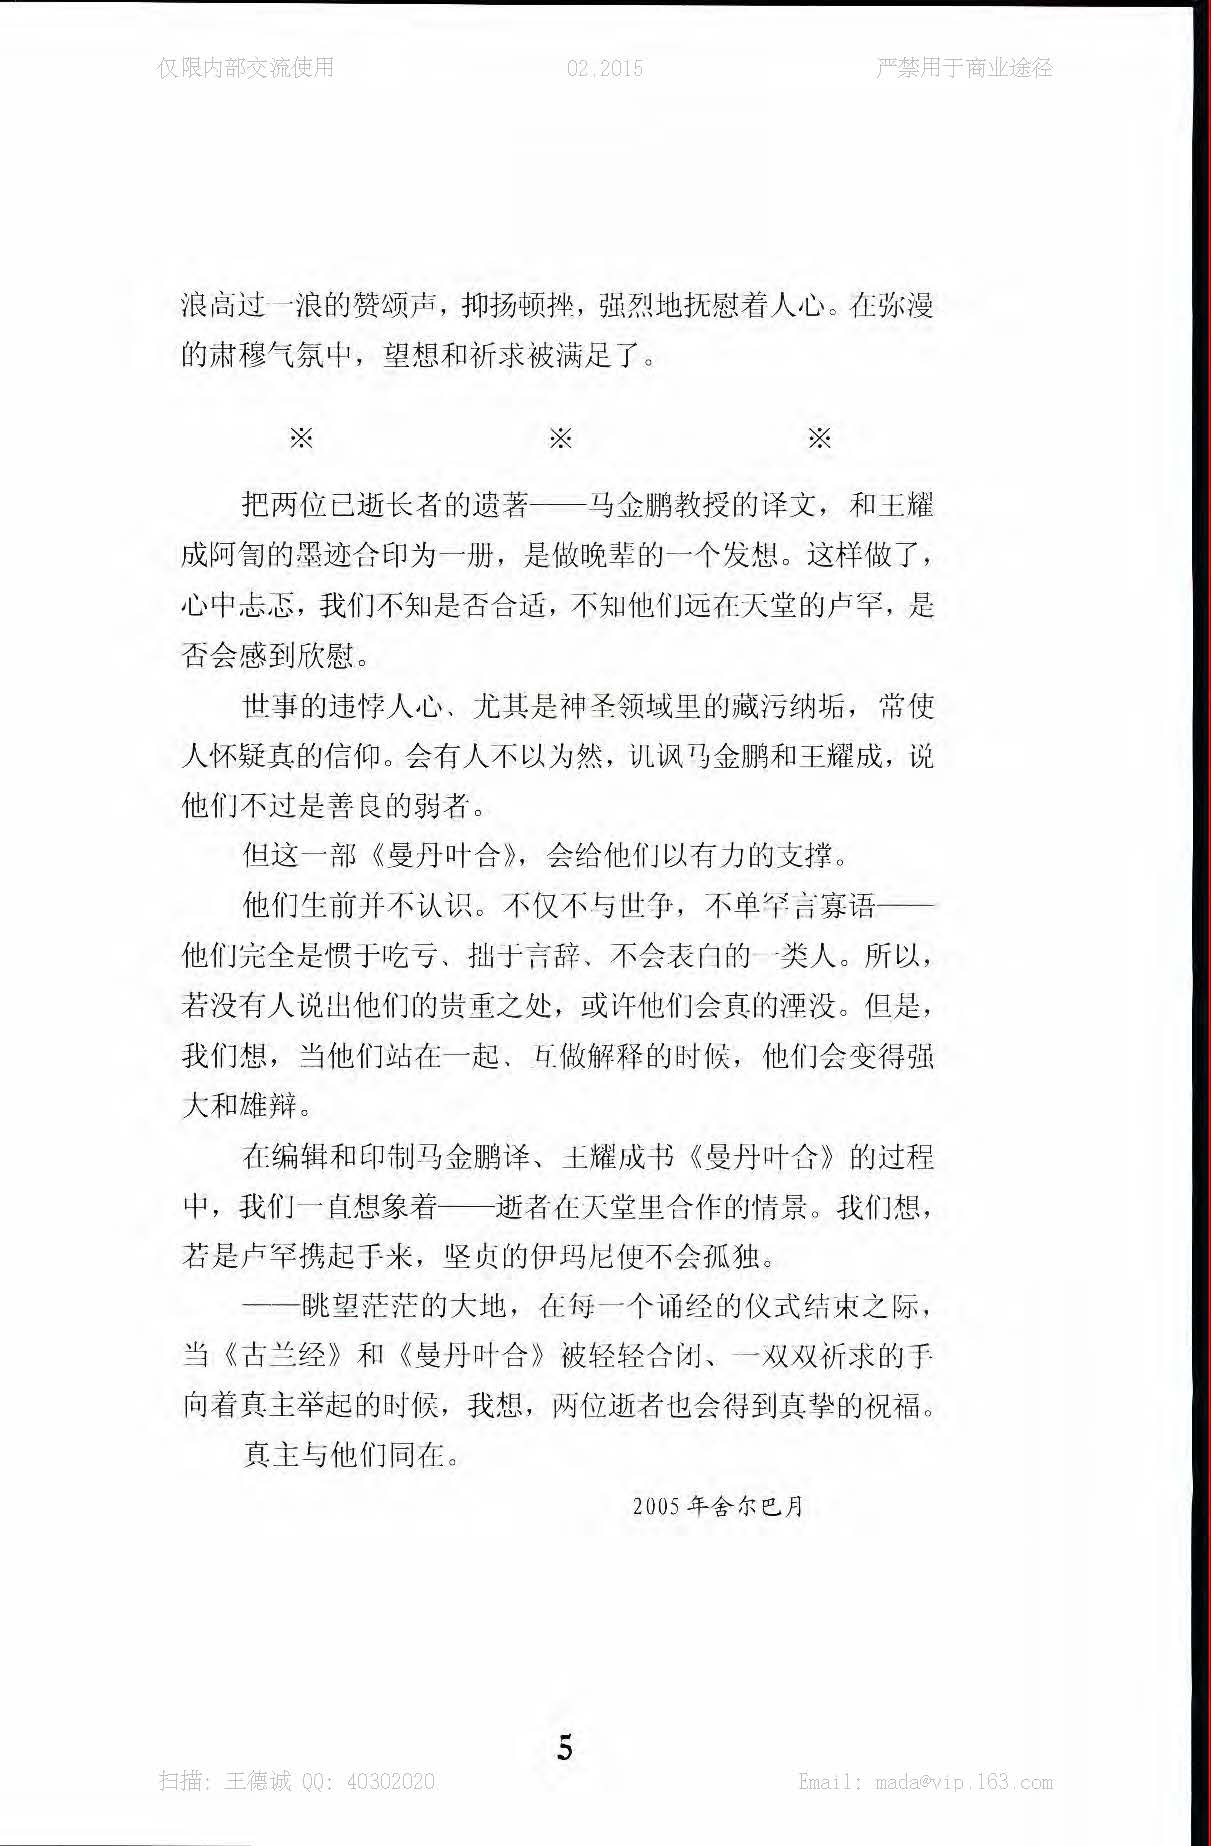 仅限内部交流使用 02.2015 严禁用于商业途径
浪高过一浪的赞颂声，抑扬顿挫，强烈地抚慰着人心。在弥漫
的肃穆气氛中，望想和祈求被满足了。
※ ※ ※
把两位已逝长者的遗著——马金鹏教授的译文，和王耀
成阿訇的墨迹合印为一册，是做晚辈的一个发想。这样做了，
心中忐忑，我们不知是否合适，不知他们远在天堂的卢罕，是
否会感到欣慰。
世事的违悖人心、尤其是神圣领域里的藏污纳垢，常使
人怀疑真的信仰。会有人不以为然，讥讽马金鹏和王耀成，说
他们不过是善良的弱者。
但这一部《曼丹叶合》，会给他们以有力的支撑。
他们生前并不认识。不仅不与世争，不单罕言寡语——
他们完全是惯于吃亏、拙于言辞、不会表白的一类人。所以，
若没有人说出他们的贵重之处，或许他们会真的湮没。但是，
我们想，当他们站在一起、互做解释的时候，他们会变得强
大和雄辩。
在编辑和印制马金鹏译、王耀成书《曼丹叶合》的过程
中，我们一直想象着——逝者在天堂里合作的情景。我们想，
若是卢罕携起手来，坚贞的伊玛尼便不会孤独。
——眺望茫茫的大地，在每一个诵经的仪式结束之际，
当《古兰经》和《曼丹叶合》被轻轻合闭、一双双祈求的手
向着真主举起的时候，我想，两位逝者也会得到真挚的祝福。
真主与他们同在。
2005年舍尔巴月
5
扫描: 王德诚 QQ: 40302020 Email: mada@vip.163.com